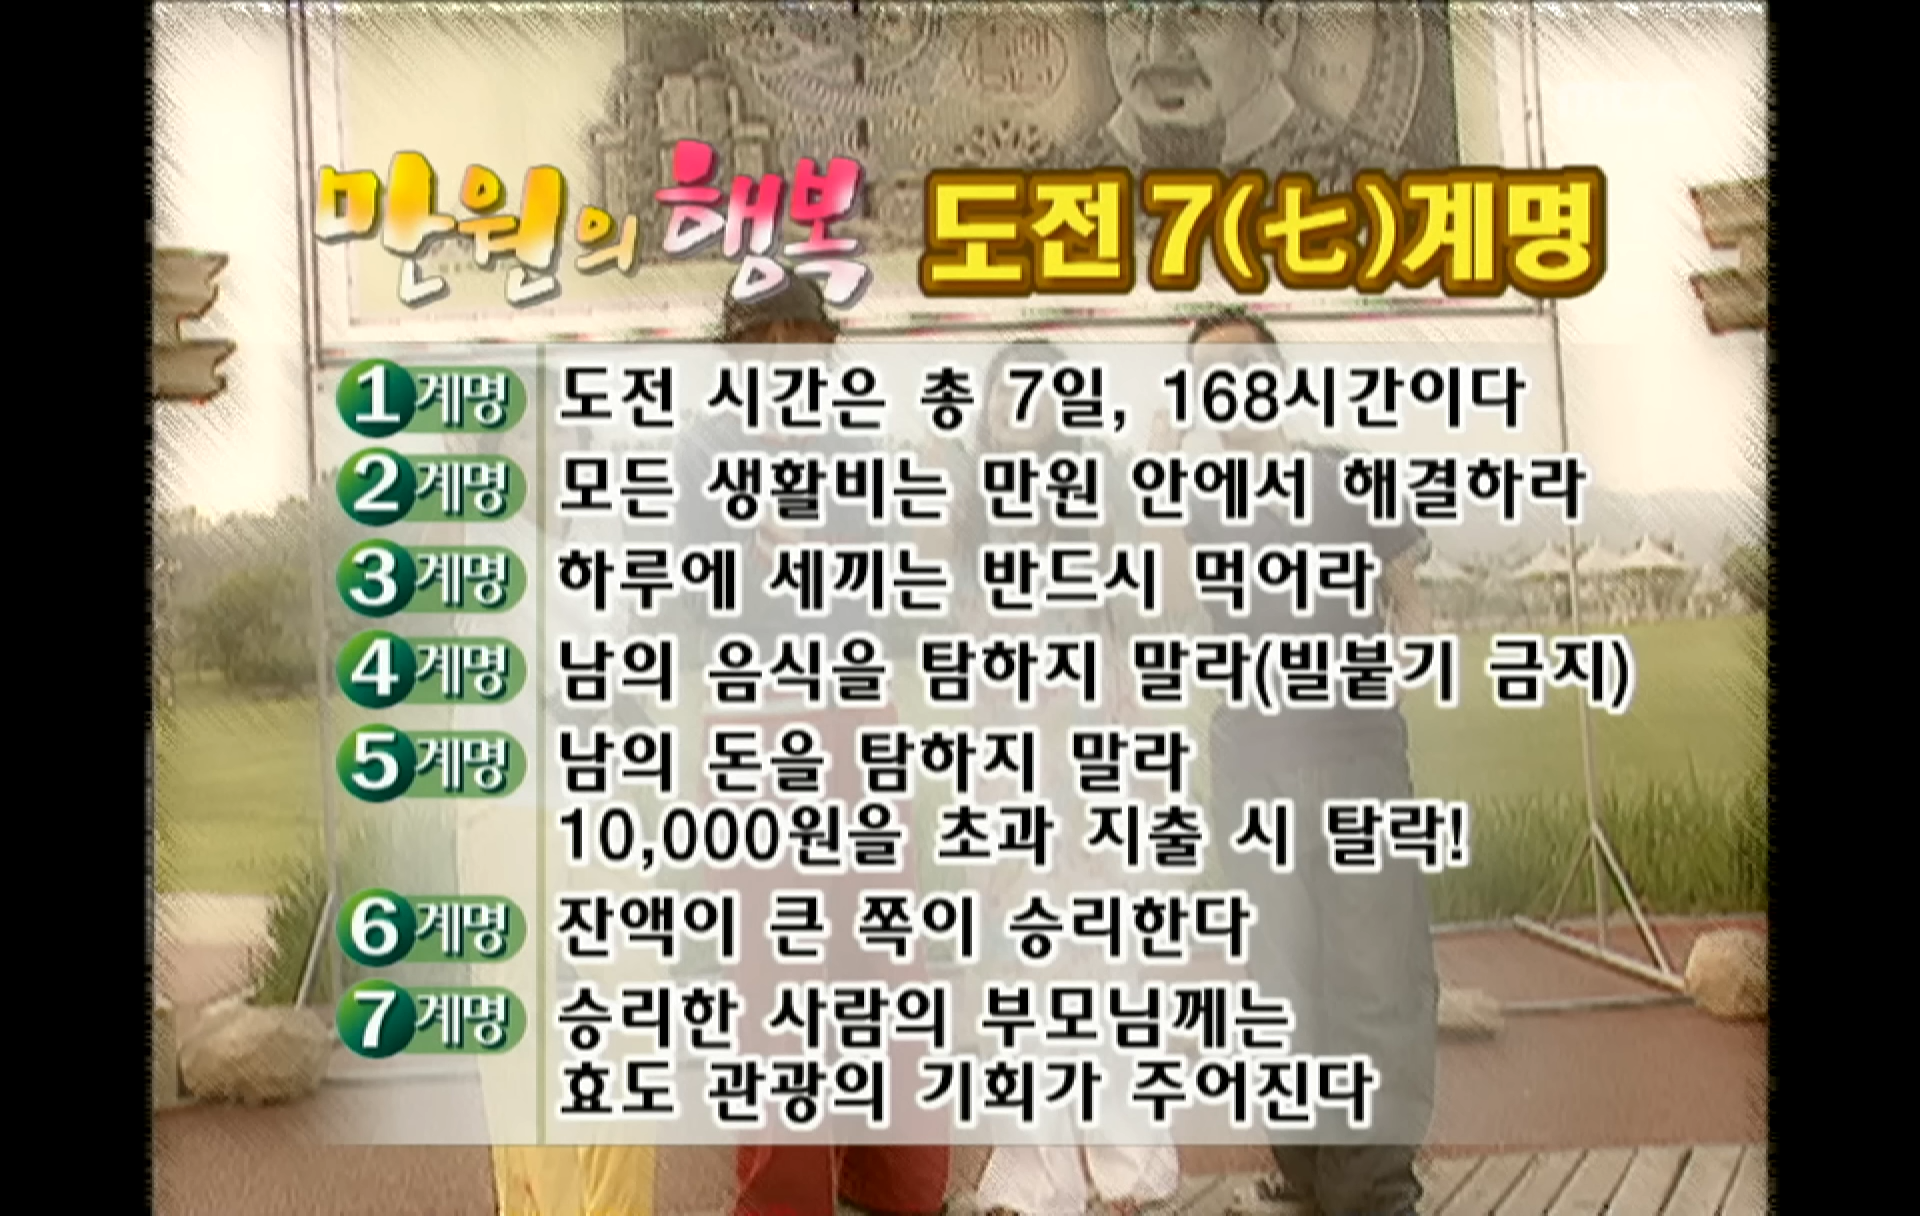 만원의 행복 도전 7(七)계명
1계명 도전 시간은 총 7일, 168시간이다
2계명 모든 생활비는 만원 안에서 해결하라
3계명 하루에 세끼는 반드시 먹어라
4계명 남의 음식을 탐하지 말라(빌붙기 금지)
5계명 남의 돈을 탐하지 말라
10,000원을 초과 지출 시 탈락!
6계명 잔액이 큰 쪽이 승리한다
7계명 승리한 사람의 부모님께는
효도 관광의 기회가 주어진다